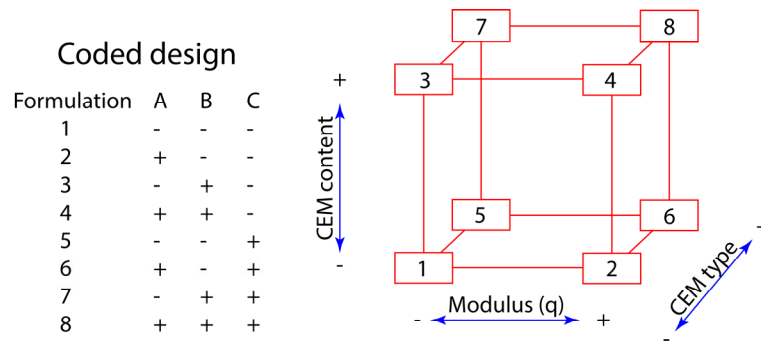 Coded design
Formulation A B C
1 - - -
2 + - -
3 - + -
4 + + -
5 - - +
6 + - +
7 - + +
8 + + +
+
CEM content
-
7 8
3 4
5 6
1 2
- Modulus (q) +
-
CEM type
-